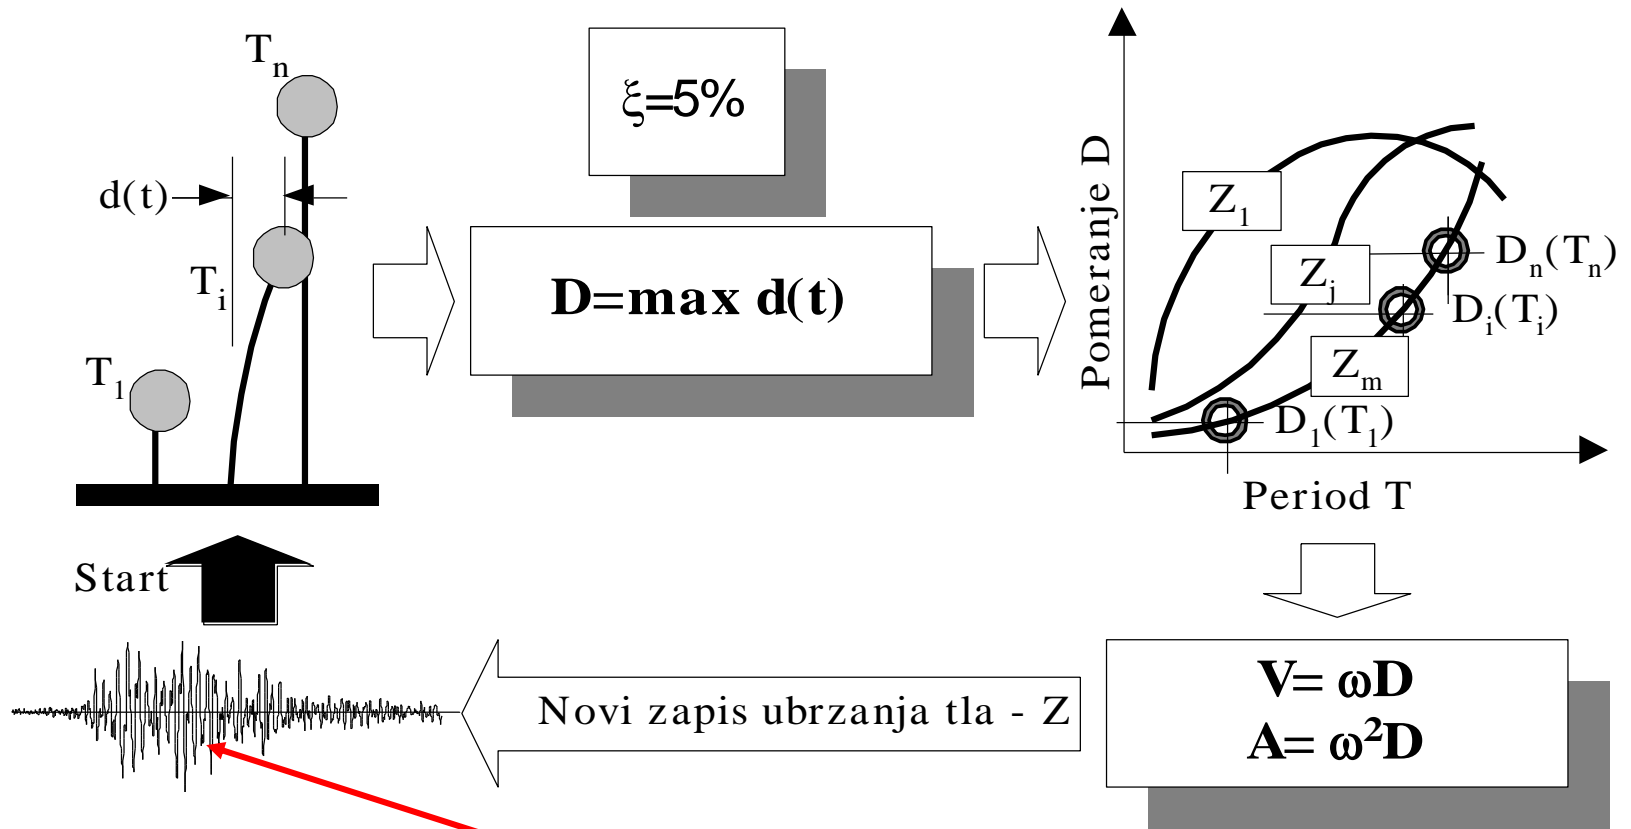 Tn
d(t)
Ti
T1
Start
ξ=5%
D=max d(t)
Pomeranje D
Z1
Zj
Zm
Dn(Tn)
Di(Ti)
D1(T1)
Period T
V= ωD
A= ω²D
Novi zapis ubrzanja tla - Z